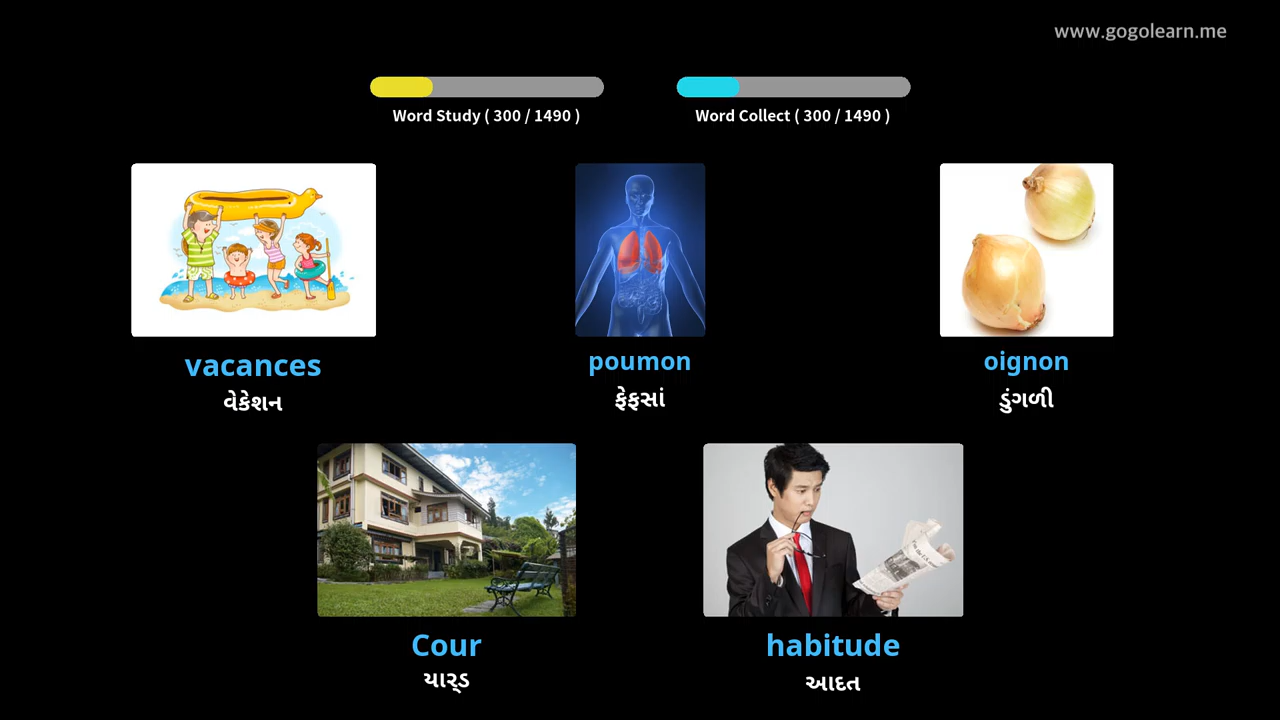 www.gogolearn.me
Word Study ( 300 / 1490 )
Word Collect ( 300 / 1490 )
vacances
વેકેશન
poumon
ફેફસાં
oignon
ડુંગળી
Cour
યાર્ડ
habitude
આદત